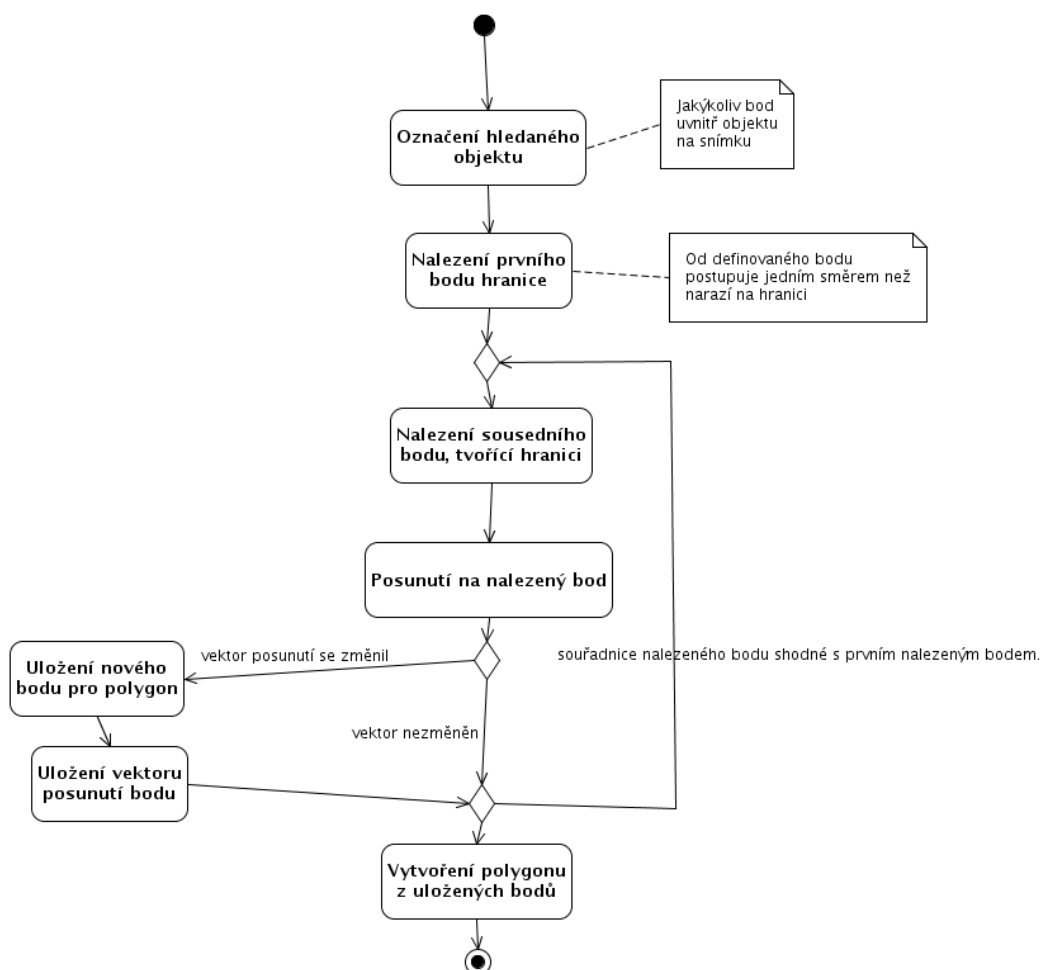 Označení hledaného
objektu
Jakýkoliv bod
uvnitř objektu
na snímku
Nalezení prvního
bodu hranice
Od definovaného bodu
postupuje jedním směrem než
narazí na hranici
Nalezení sousedního
bodu, tvořící hranici
Posunutí na nalezený bod
vektor posunutí se změnil
souřadnice nalezeného bodu shodné s prvním nalezeným bodem.
Uložení nového
bodu pro polygon
vektor nezměněn
Uložení vektoru
posunutí bodu
Vytvoření polygonu
z uložených bodů